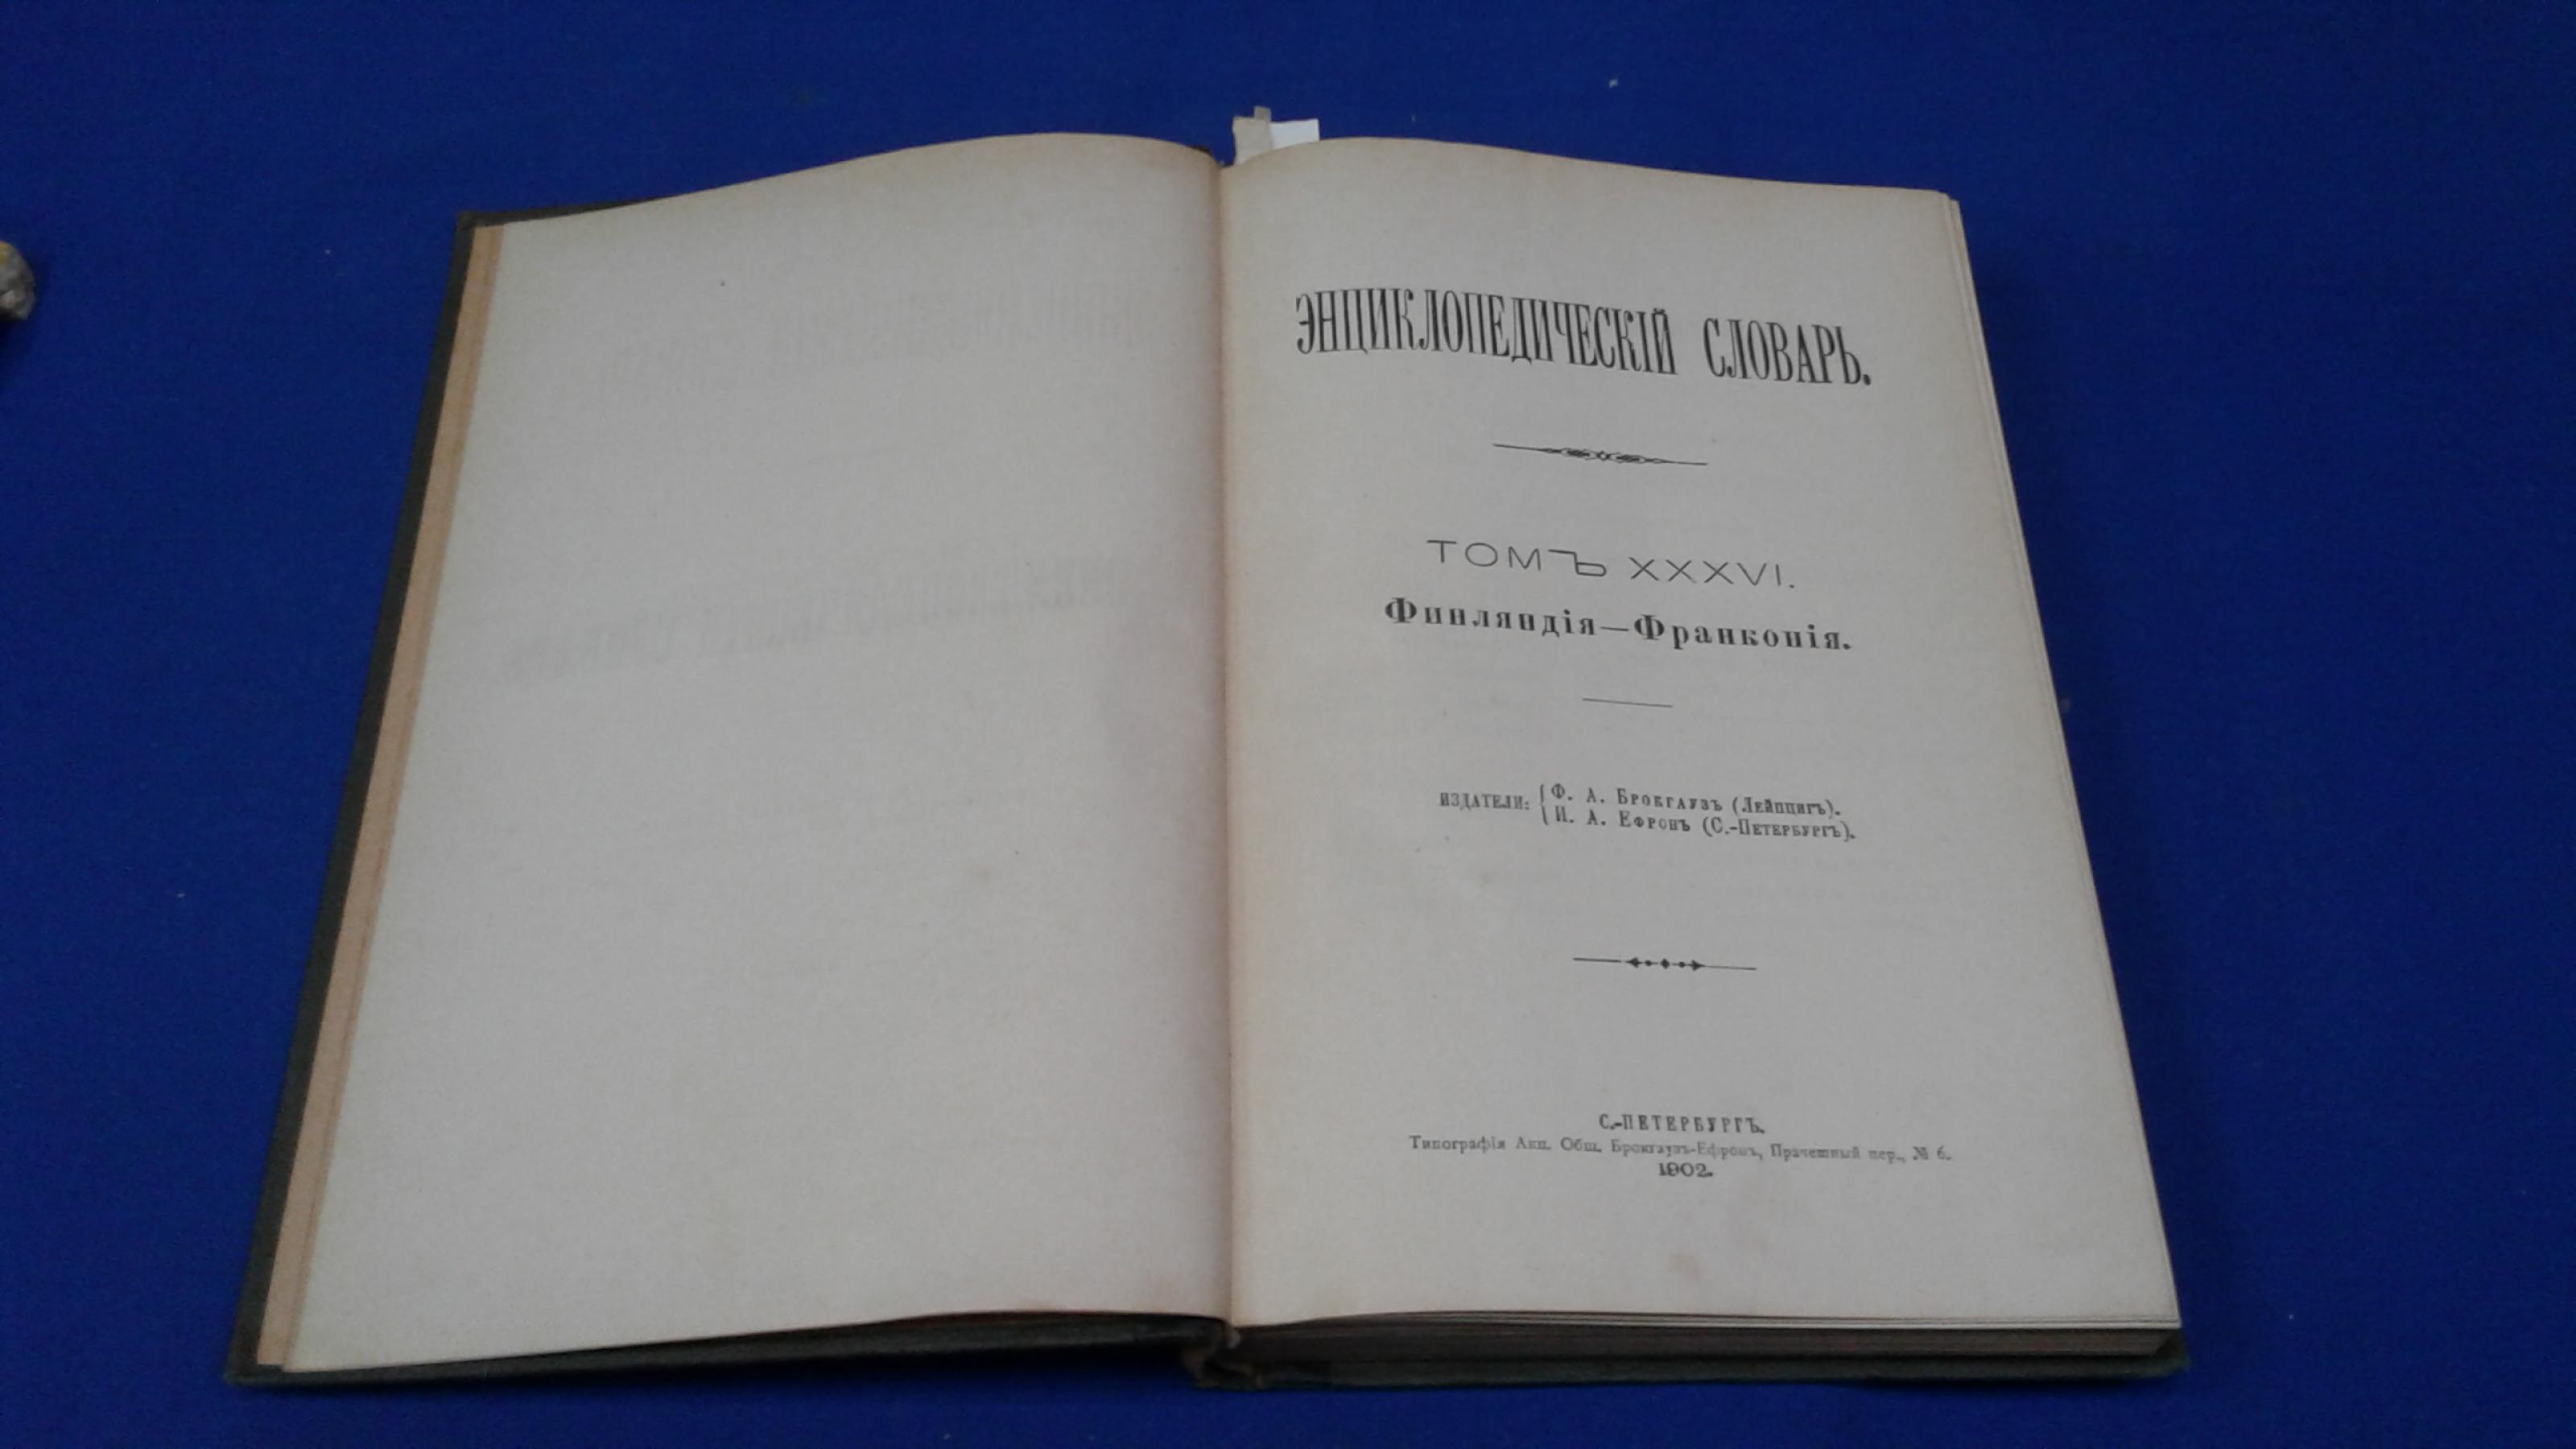 ЭНЦИКЛОПЕДИЧЕСКІЙ СЛОВАРЬ.
ТОМЪ XXXVI.
Финляндія—Франконія.
ИЗДАТЕЛИ: { Ф. А. Брокгаузъ (Лейпцигъ).
И. А. Ефронъ (С.-Петербургъ).
С.-ПЕТЕРБУРГЪ.
Типографія Акц. Общ. Брокгаузъ-Ефронъ, Прачешный пер., № 6.
1902.